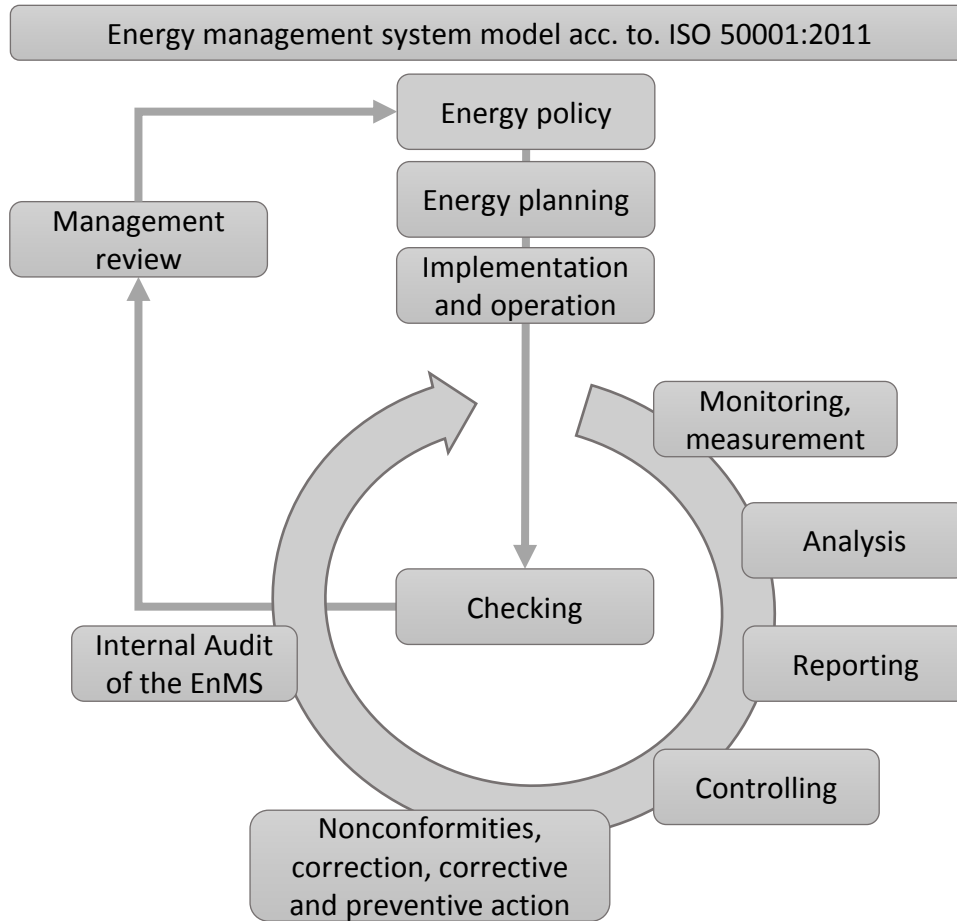 Energy management system model acc. to. ISO 50001:2011
Energy policy
Energy planning
Management
review
Implementation
and operation
Monitoring,
measurement
Analysis
Checking
Internal Audit
of the EnMS
Reporting
Controlling
Nonconformities,
correction, corrective
and preventive action